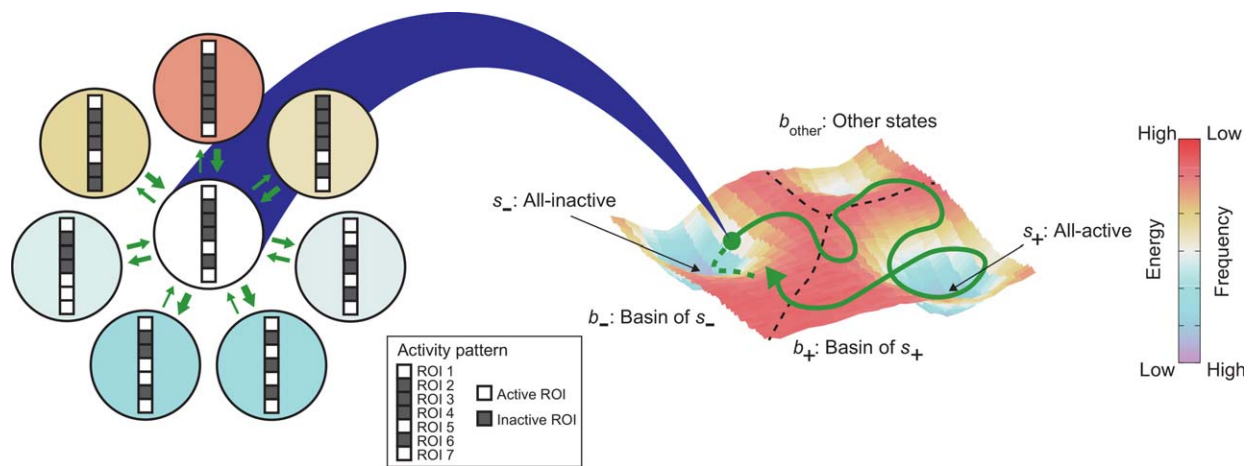 b_other: Other states
s_-: All-inactive
s_+: All-active
b_-: Basin of s_-
b_+: Basin of s_+
High
Low
Energy
Frequency
Low
High
Activity pattern
ROI 1
ROI 2
ROI 3
ROI 4
ROI 5
ROI 6
ROI 7
Active ROI
Inactive ROI